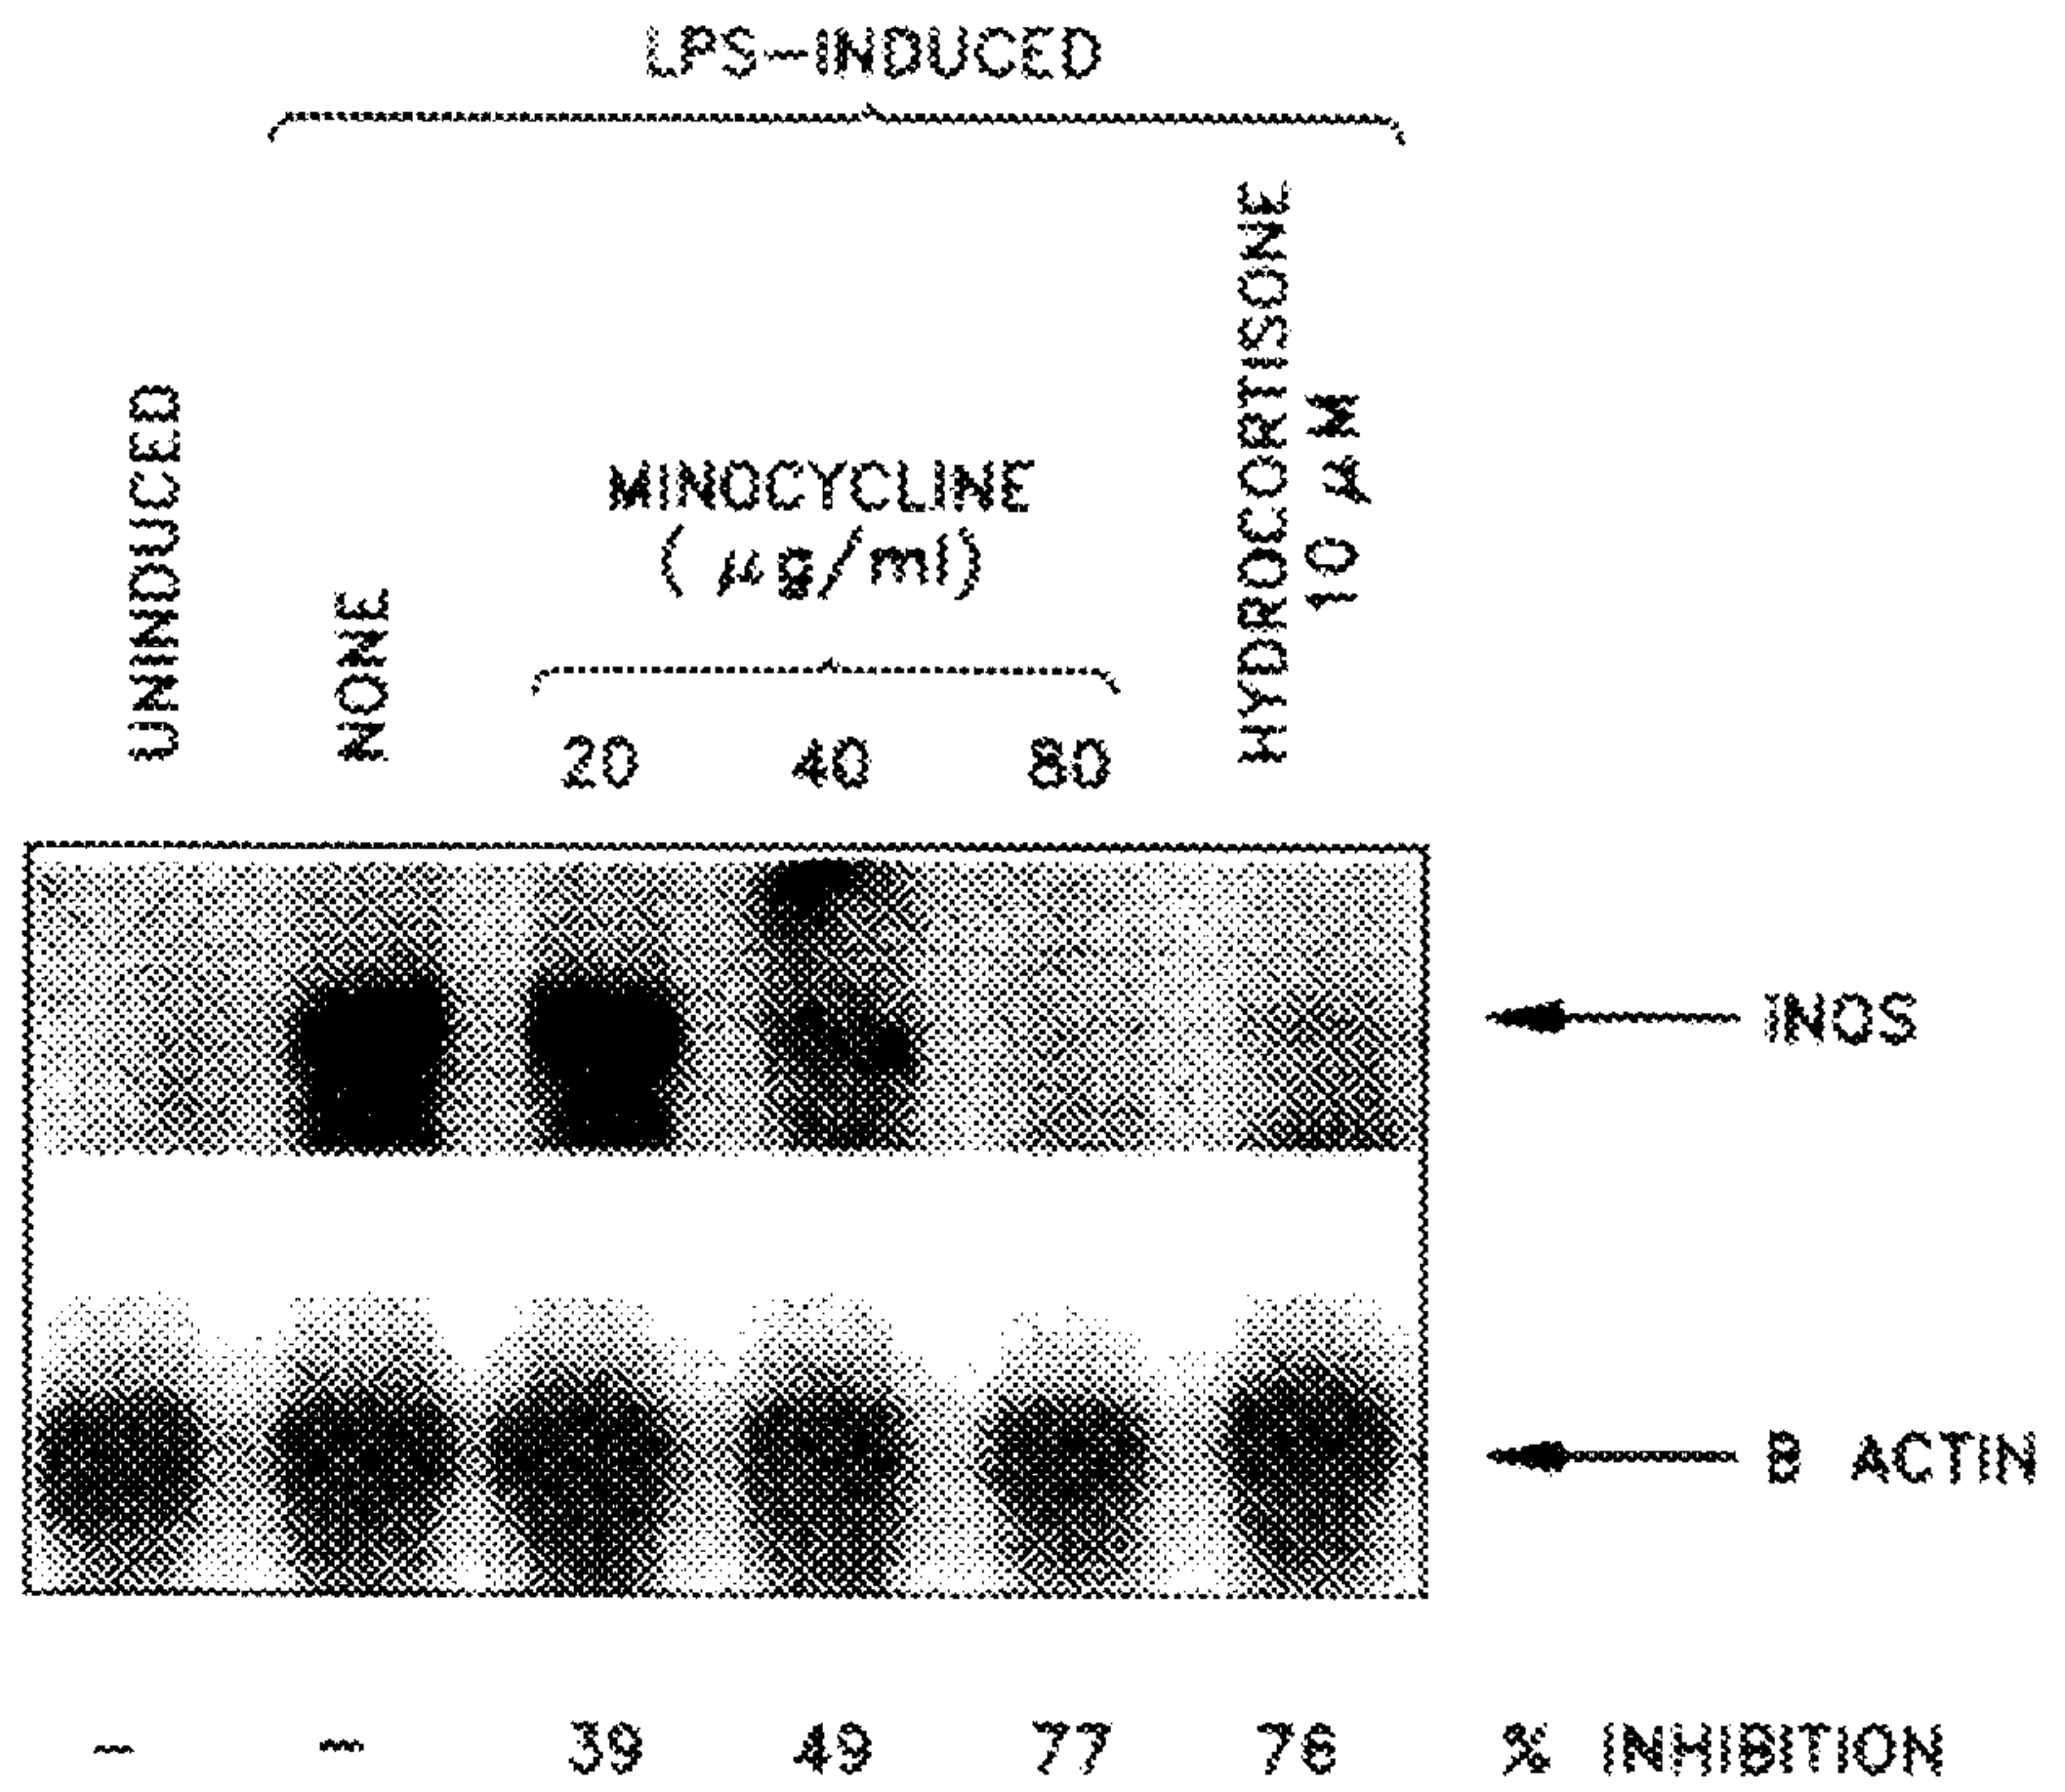 LPS-INDUCED
UNINDUCED
NONE
MINOCYCLINE
(μg/ml)
20 40 80
HYDROCORTISONE
10 μM
INOS
B ACTIN
- - 39 49 77 76 % INHIBITION